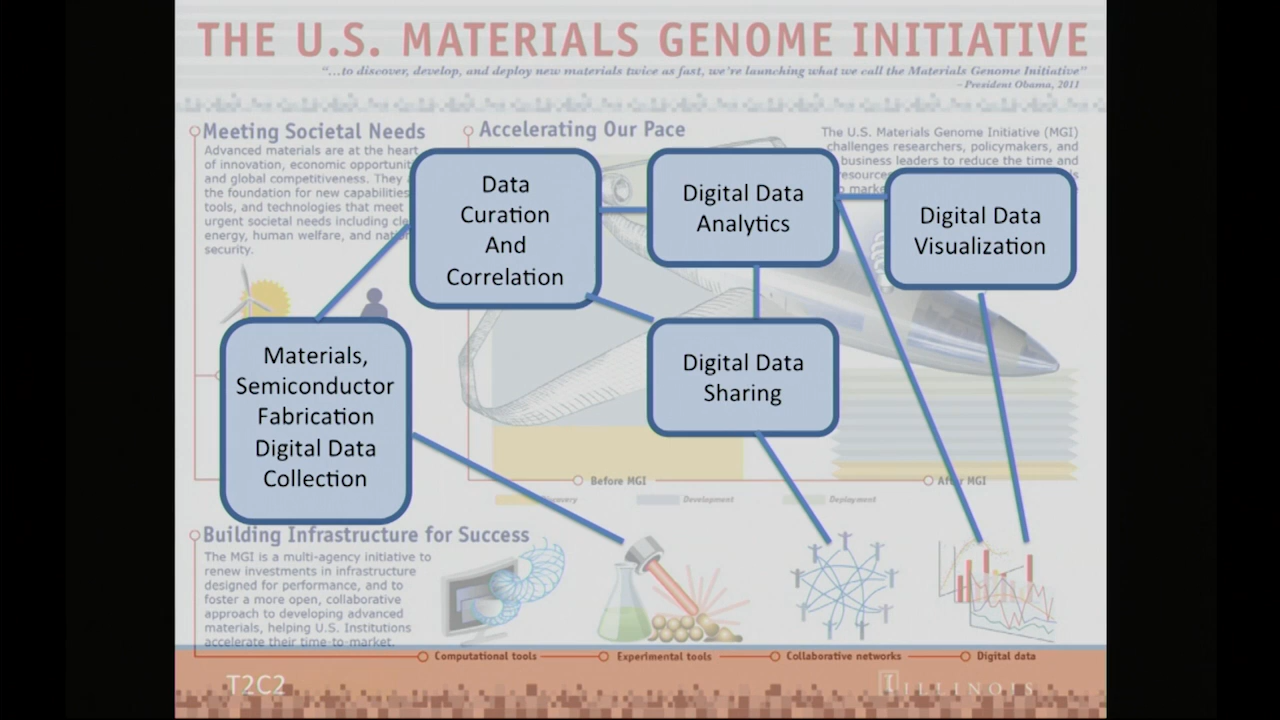 THE U.S. MATERIALS GENOME INITIATIVE
“...to discover, develop, and deploy new materials twice as fast, we're launching what we call the Materials Genome Initiative”
- President Obama, 2011
Meeting Societal Needs
Advanced materials are at the heart
of innovation, economic
and global competitiveness. They
the foundation for new capabilities
tools, and technologies that meet
urgent societal needs including
energy, human welfare, and
security.
Accelerating Our Pace
The U.S. Materials Genome Initiative (MGI)
challenges researchers, policymakers, and
business leaders to reduce the time and
Data
Curation
And
Correlation
Digital Data
Analytics
Digital Data
Visualization
Materials,
Semiconductor
Fabrication
Digital Data
Collection
Digital Data
Sharing
Before MGI
MGI
Development
Deployment
Building Infrastructure for Success
The MGI is a multi-agency initiative to
renew investments in infrastructure
designed for performance, and to
foster a more open, collaborative
approach to developing advanced
materials, helping U.S. Institutions
accelerate their time-to-market.
Computational tools
Experimental tools
Collaborative networks
Digital data
T2C2
I ILLINOIS